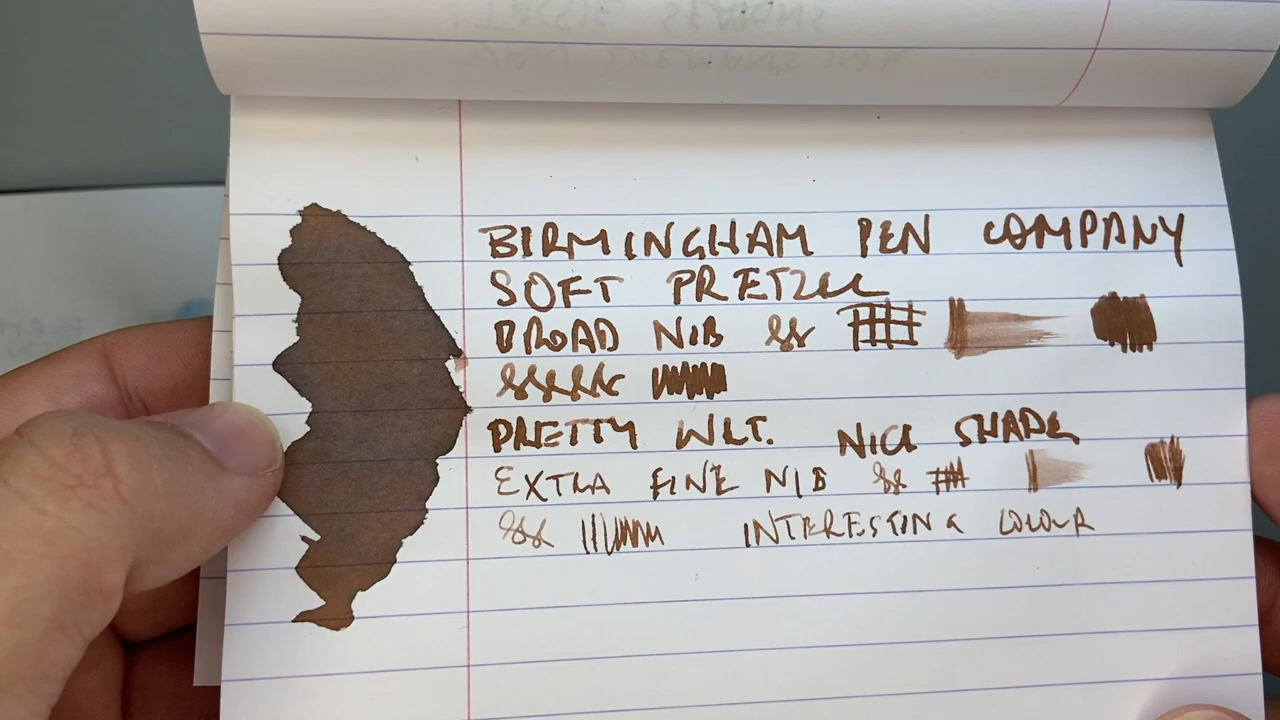 BIRMINGHAM PEN COMPANY
SOFT PRETZEL
BROAD NIB
PRETTY WET. NICE SHADE
EXTRA FINE NIB
INTERESTING COLOUR